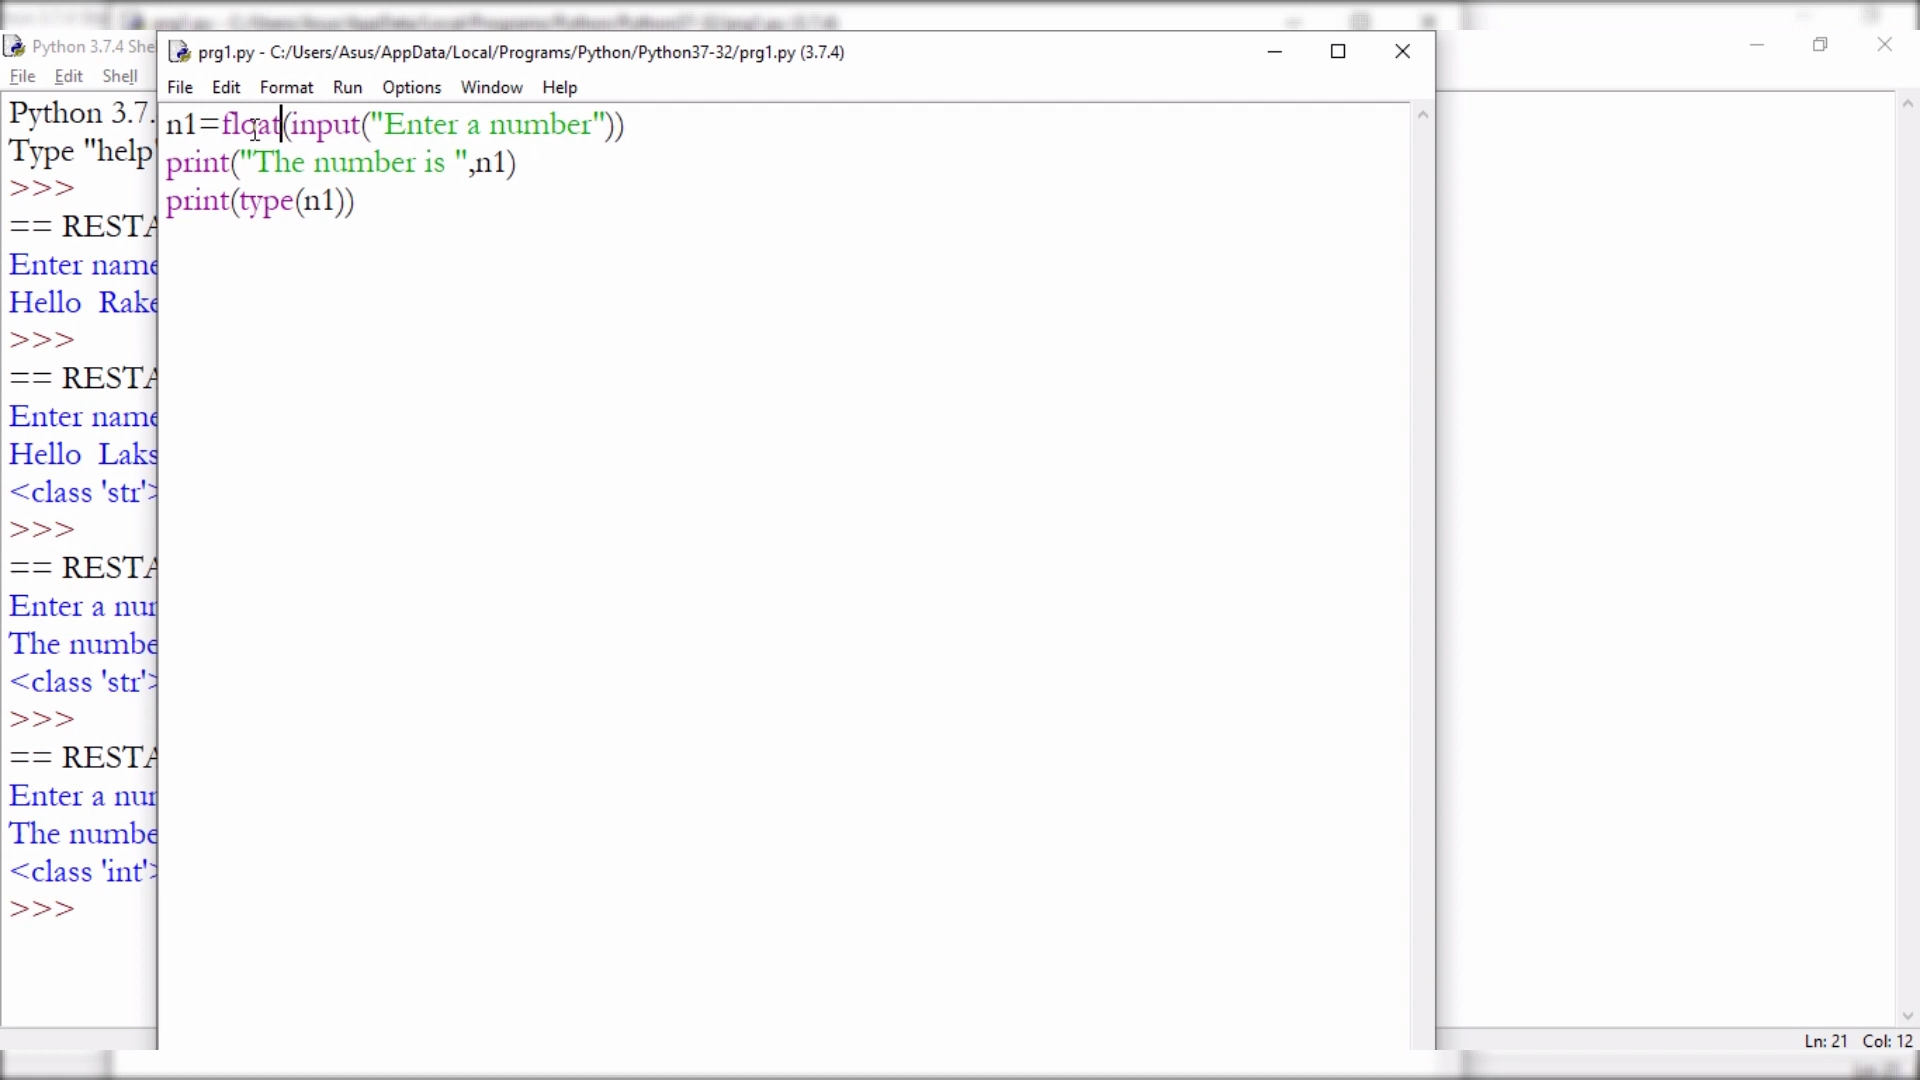 Python 3.7.4 She
File Edit Shell
Python 3.7.
Type "help"
>>>
== RESTA
Enter name
Hello  Rake
>>>
== RESTA
Enter name
Hello  Laks
<class 'str'>
>>>
== RESTA
Enter a nur
The numbe
<class 'str'>
>>>
== RESTA
Enter a nur
The numbe
<class 'int'>
>>>
prg1.py - C:/Users/Asus/AppData/Local/Programs/Python/Python37-32/prg1.py (3.7.4)
File Edit Format Run Options Window Help
n1=float(input("Enter a number"))
print("The number is ",n1)
print(type(n1))
Ln: 21 Col: 12